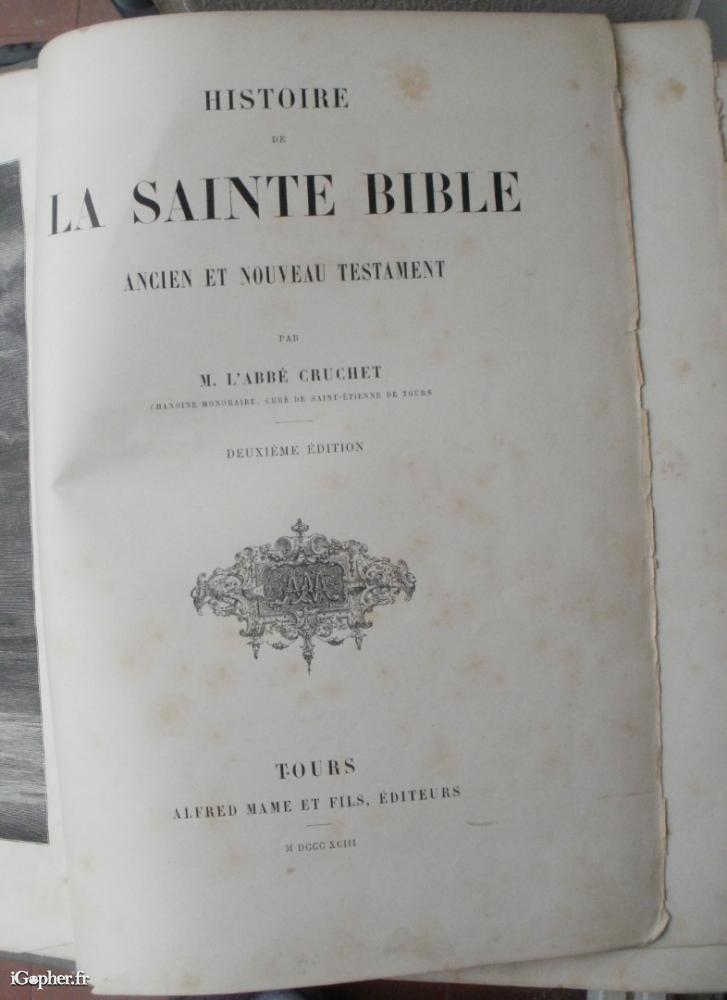 HISTOIRE
DE
LA SAINTE BIBLE
ANCIEN ET NOUVEAU TESTAMENT
PAR
M. L'ABBÉ CRUCHET
CHANOINE HONORAIRE, CURÉ DE SAINT-ÉTIENNE DE TOURS
DEUXIÈME ÉDITION
TOURS
ALFRED MAME ET FILS, ÉDITEURS
M DCCC XCIII
iGopher.fr